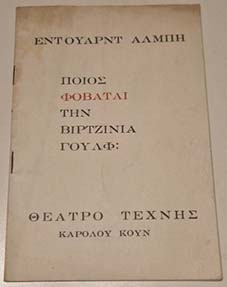 ΕΝΤΟΥΑΡΝΤ ΑΛΜΠΗ
ΠΟΙΟΣ
ΦΟΒΑΤΑΙ
ΤΗΝ
ΒΙΡΤΖΙΝΙΑ
ΓΟΥΛΦ;
ΘΕΑΤΡΟ ΤΕΧΝΗΣ
ΚΑΡΟΛΟΥ ΚΟΥΝ